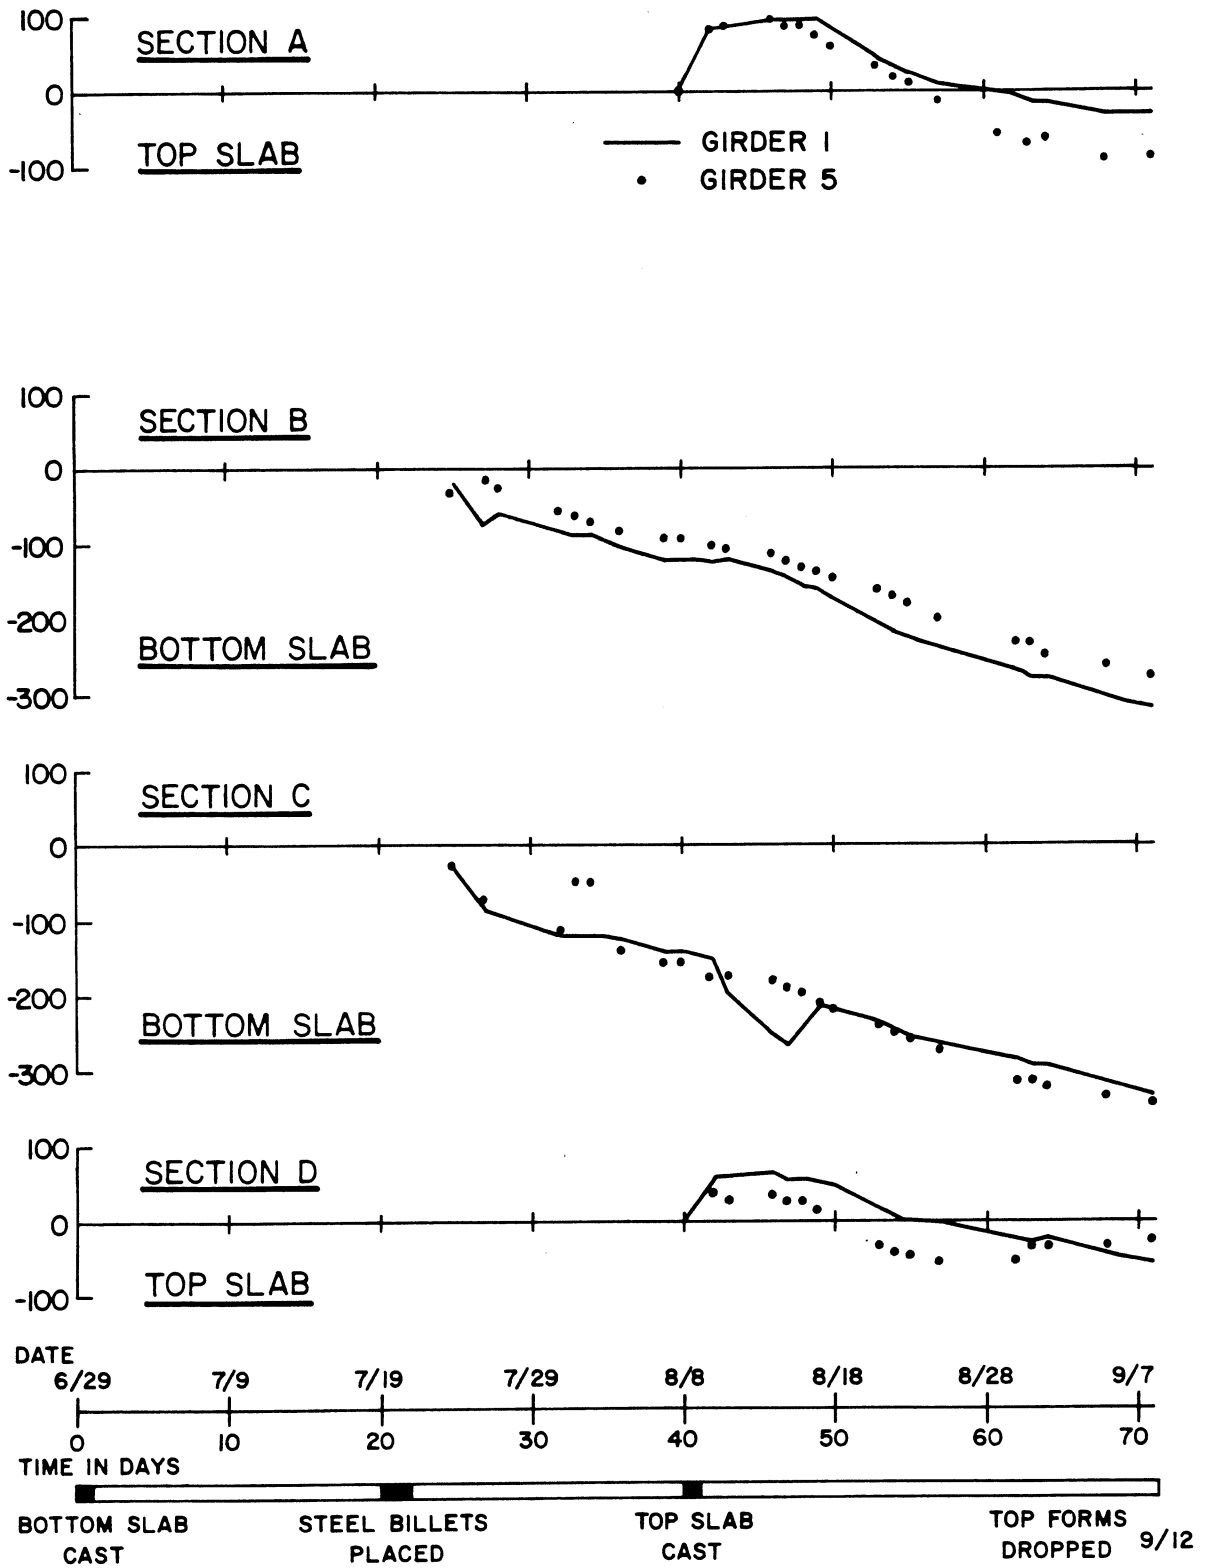 100
SECTION A
0
TOP SLAB
-100
GIRDER 1
GIRDER 5
100
SECTION B
0
-100
-200
BOTTOM SLAB
-300
100
SECTION C
0
-100
-200
BOTTOM SLAB
-300
100
SECTION D
0
TOP SLAB
-100
DATE
6/29 7/9 7/19 7/29 8/8 8/18 8/28 9/7
0 10 20 30 40 50 60 70
TIME IN DAYS
BOTTOM SLAB CAST
STEEL BILLETS PLACED
TOP SLAB CAST
TOP FORMS DROPPED
9/12